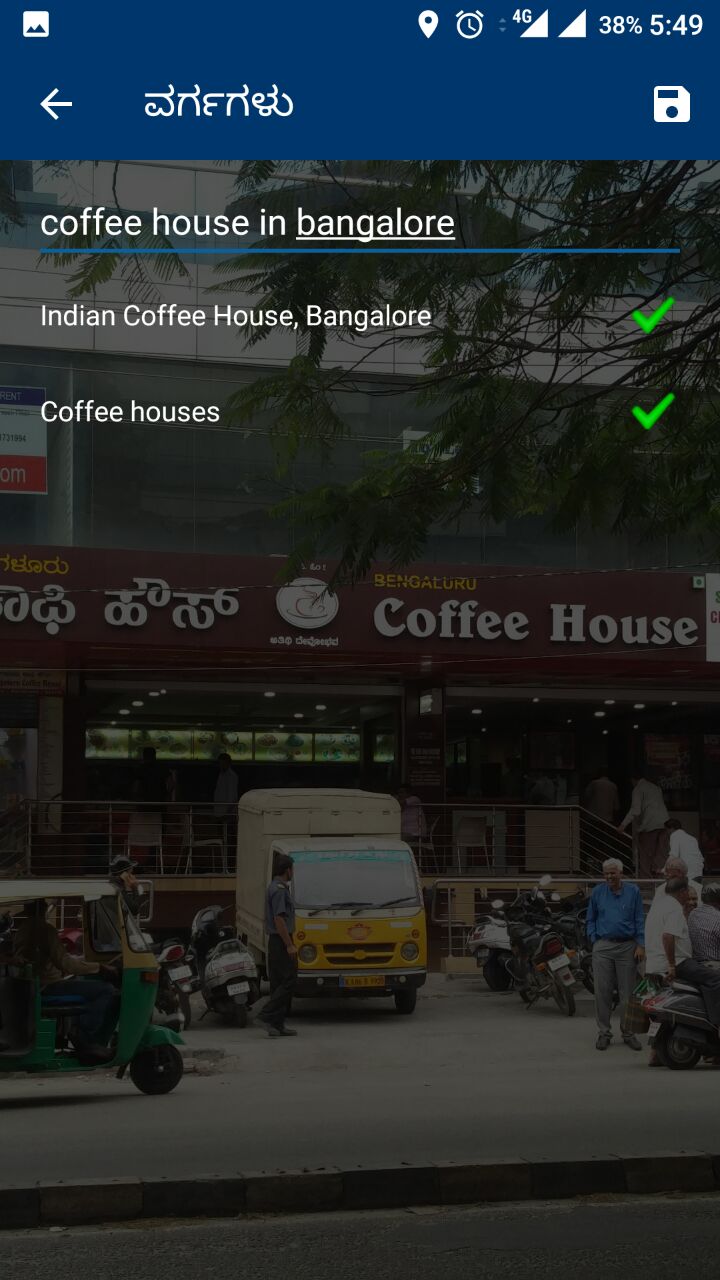 4G 38% 5:49
ವರ್ಗಗಳು
coffee house in bangalore
Indian Coffee House, Bangalore
RENT
1731994
om
Coffee houses
ಗಳೂರು
ಹೌಸ್
ಅತಿಥಿ ದೇವೋಭವ
BENGALURU
Coffee House